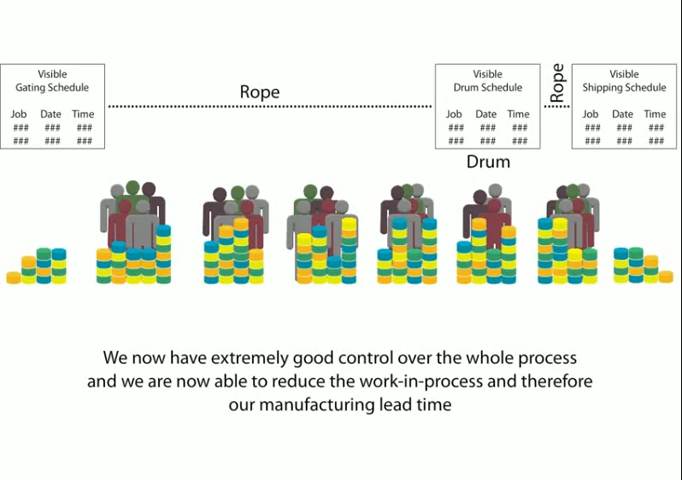 Visible
Gating Schedule
Job Date Time
### ### ###
### ### ###
Rope
Visible
Drum Schedule
Job Date Time
### ### ###
### ### ###
Rope
Visible
Shipping Schedule
Job Date Time
### ### ###
### ### ###
Drum
We now have extremely good control over the whole process
and we are now able to reduce the work-in-process and therefore
our manufacturing lead time